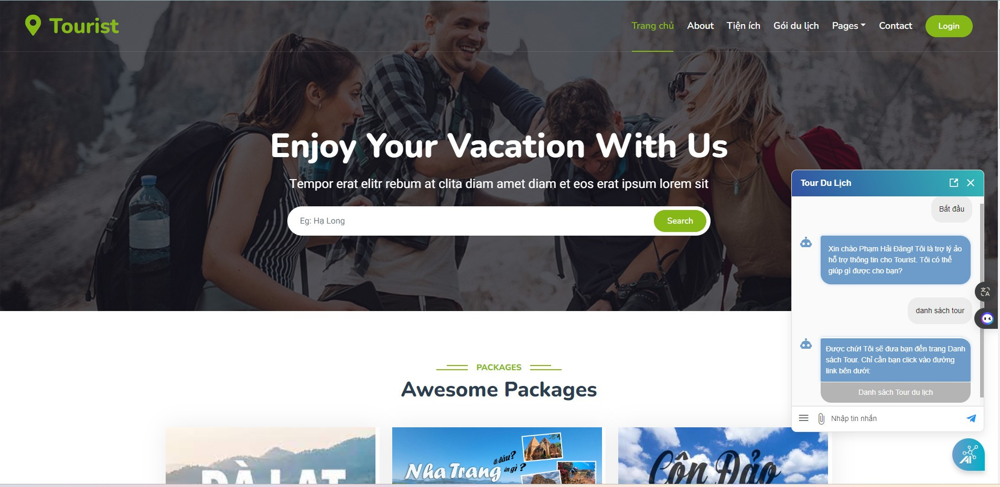 Tourist
Trang chủ
About
Tiện ích
Gói du lịch
Pages
Contact
Login
Enjoy Your Vacation With Us
Tempor erat elitr rebum at clita diam amet diam et eos erat ipsum lorem sit
Eg: Hạ Long
Search
PACKAGES
Awesome Packages
ĐÀ LẠT
Nha Trang
đi đâu?
ăn gì ?
Côn Đảo
Tour Du Lịch
Bắt đầu
Xin chào Phạm Hải Đăng! Tôi là trợ lý ảo
hỗ trợ thông tin cho Tourist. Tôi có thể
giúp gì được cho bạn?
danh sách tour
Được chứ! Tôi sẽ đưa bạn đến trang Danh
sách Tour. Chỉ cần bạn click vào đường
link bên dưới:
Danh sách Tour du lịch
Nhập tin nhắn
AI